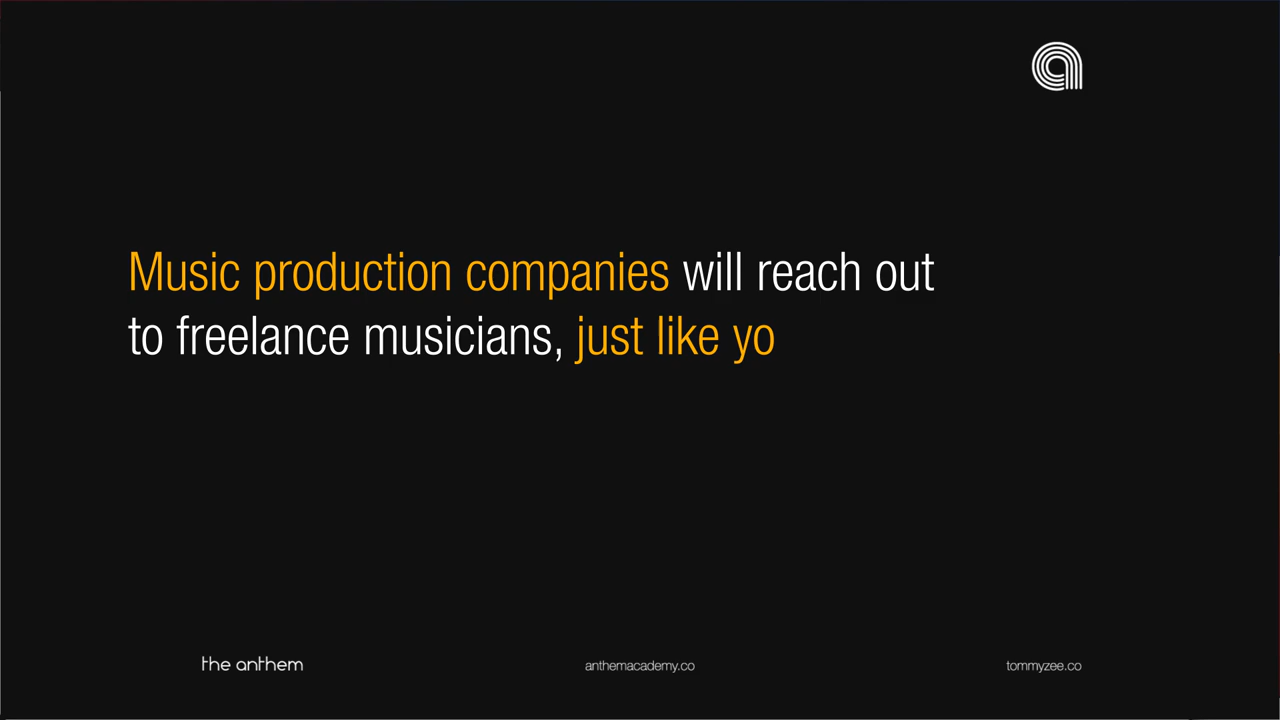 Music production companies will reach out
to freelance musicians, just like yo
the anthem
anthemacademy.co
tommyzee.co